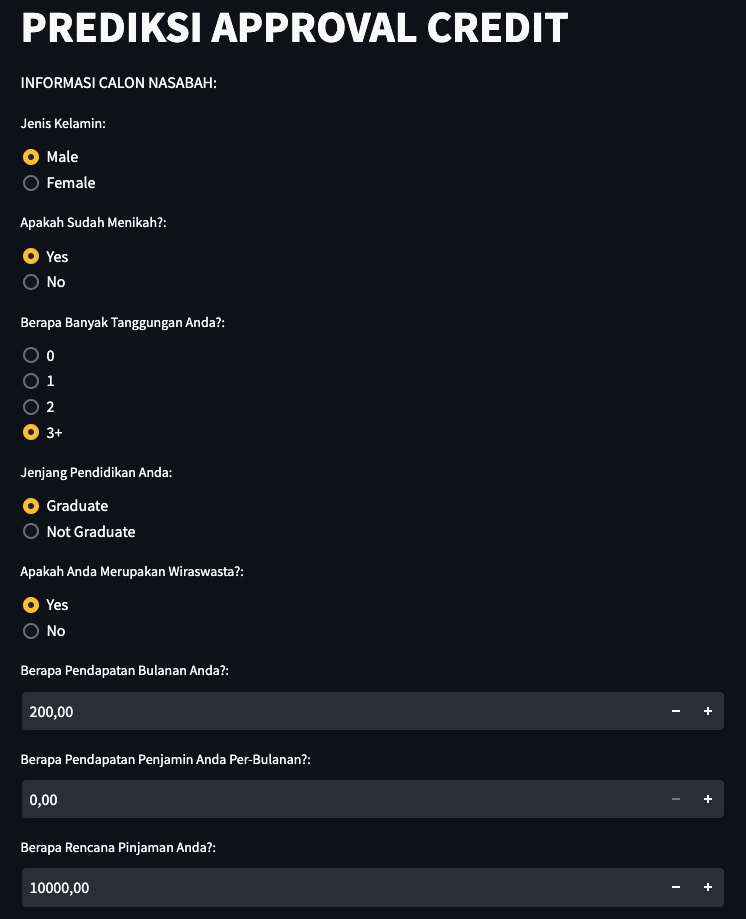 PREDIKSI APPROVAL CREDIT
INFORMASI CALON NASABAH:
Jenis Kelamin:
Male
Female
Apakah Sudah Menikah?:
Yes
No
Berapa Banyak Tanggungan Anda?:
0
1
2
3+
Jenjang Pendidikan Anda:
Graduate
Not Graduate
Apakah Anda Merupakan Wiraswasta?:
Yes
No
Berapa Pendapatan Bulanan Anda?:
200,00 − +
Berapa Pendapatan Penjamin Anda Per-Bulanan?:
0,00 − +
Berapa Rencana Pinjaman Anda?:
10000,00 − +